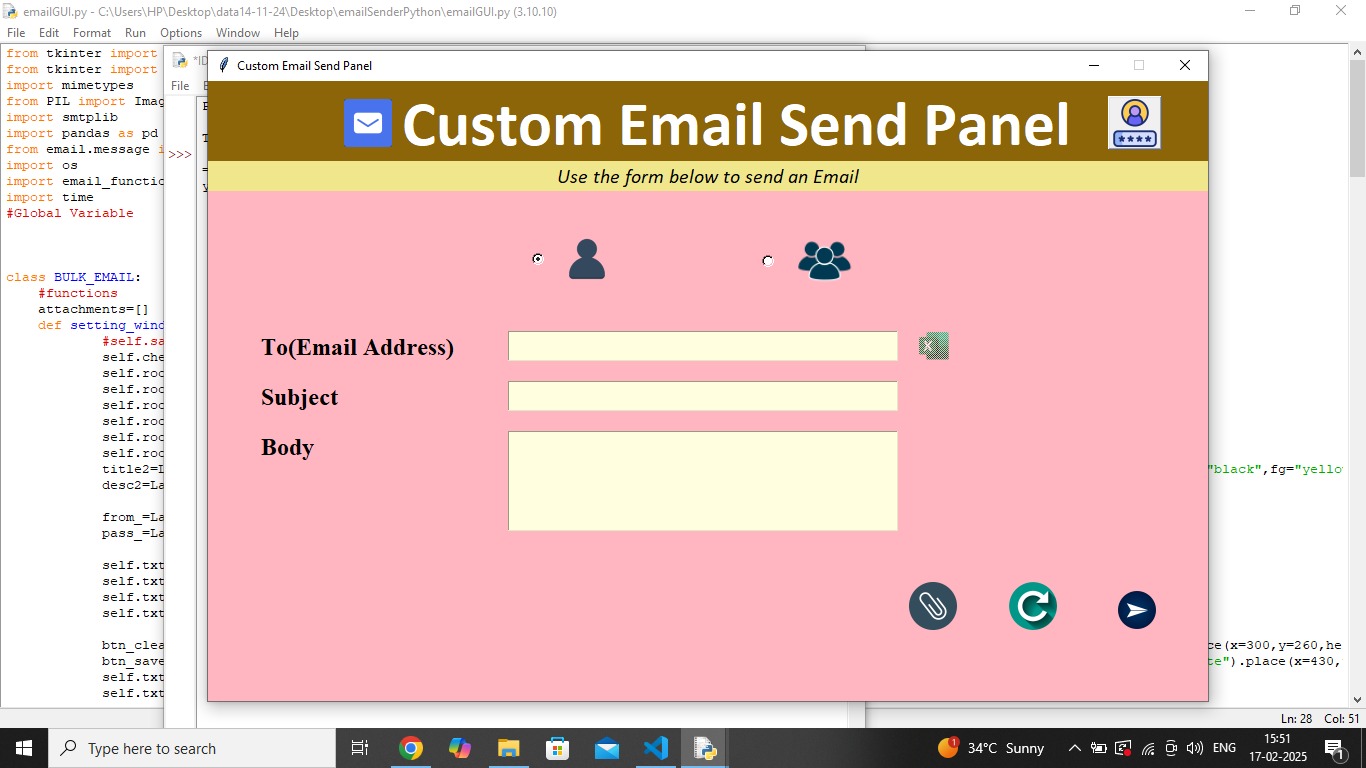 emailGUI.py - C:\Users\HP\Desktop\data14-11-24\Desktop\emailSenderPython\emailGUI.py (3.10.10)
File Edit Format Run Options Window Help
from tkinter import
from tkinter import
import mimetypes
from PIL import Imag
import smtplib
import pandas as pd
from email.message i
import os
import email_functio
import time
#Global Variable
class BULK_EMAIL:
#functions
attachments=[]
def setting_wind
#self.sa
self.che
self.roo
self.roo
self.roo
self.roo
self.roo
self.roo
title2=L
desc2=La
from_=La
pass_=La
self.txt
self.txt
self.txt
self.txt
btn_clea
btn_save
self.txt
self.txt
File
>>>
Custom Email Send Panel
Custom Email Send Panel
Use the form below to send an Email
To(Email Address)
Subject
Body
"black",fg="yello
ce(x=300,y=260,he
te").place(x=430,
Ln: 28 Col: 51
Type here to search
34°C Sunny
ENG
15:51
17-02-2025
1
1